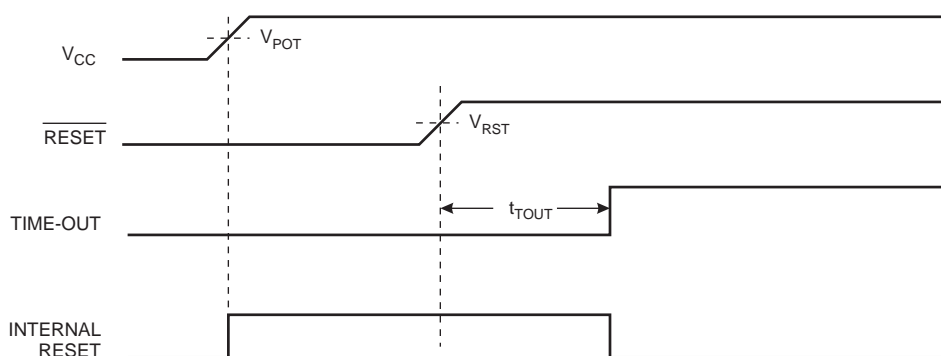 V_POT
V_CC
RESET
V_RST
t_TOUT
TIME-OUT
INTERNAL
RESET